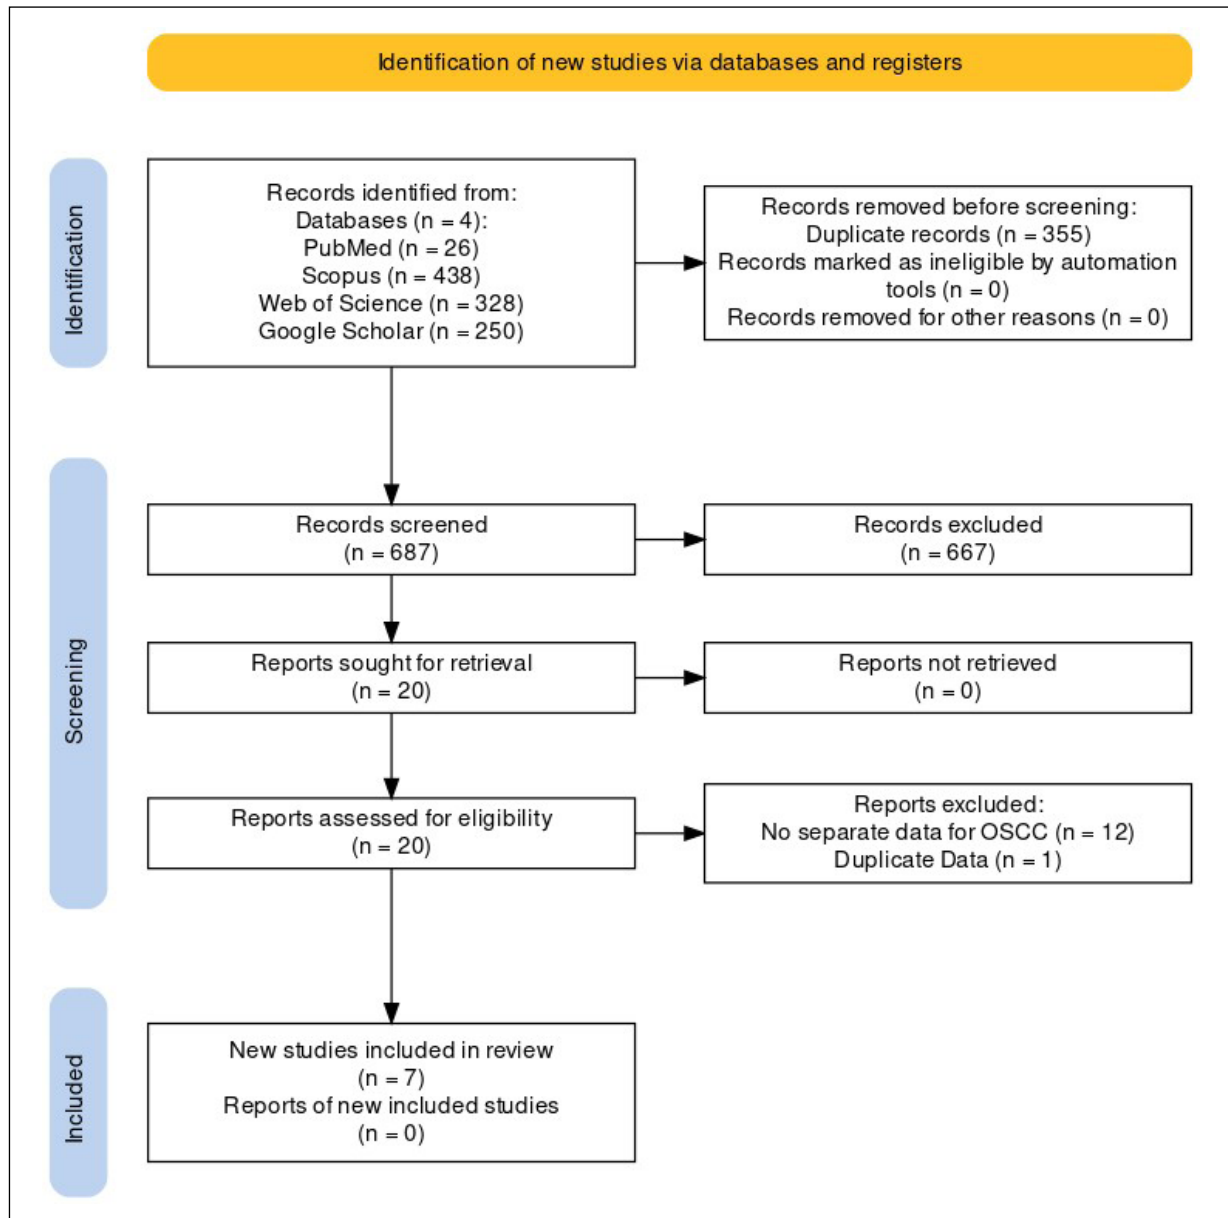 Identification of new studies via databases and registers
Identification
Records identified from:
Databases (n = 4):
PubMed (n = 26)
Scopus (n = 438)
Web of Science (n = 328)
Google Scholar (n = 250)
Records removed before screening:
Duplicate records (n = 355)
Records marked as ineligible by automation
tools (n = 0)
Records removed for other reasons (n = 0)
Screening
Records screened
(n = 687)
Records excluded
(n = 667)
Reports sought for retrieval
(n = 20)
Reports not retrieved
(n = 0)
Reports assessed for eligibility
(n = 20)
Reports excluded:
No separate data for OSCC (n = 12)
Duplicate Data (n = 1)
Included
New studies included in review
(n = 7)
Reports of new included studies
(n = 0)